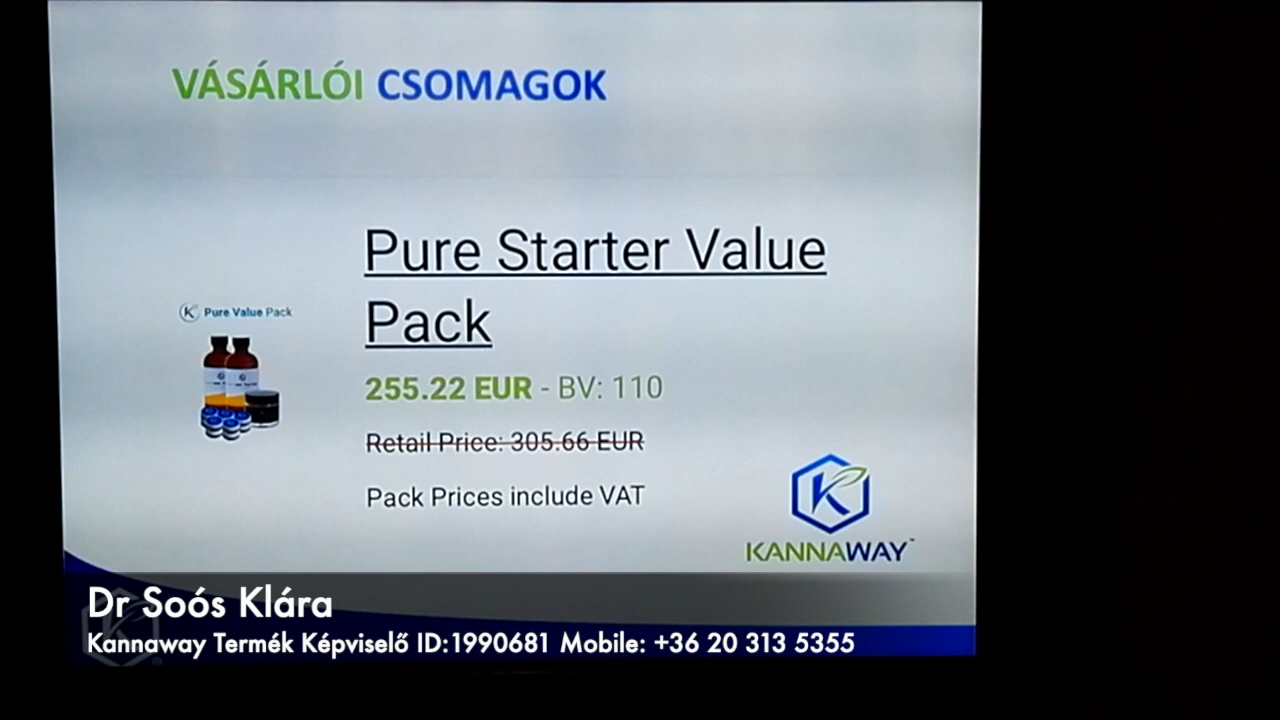 VÁSÁRLÓI CSOMAGOK
Pure Starter Value
Pack
K Pure Value Pack
255.22 EUR - BV: 110
Retail Price: 305.66 EUR
Pack Prices include VAT
KANNAWAY
Dr Soós Klára
Kannaway Termék Képviselő ID:1990681 Mobile: +36 20 313 5355